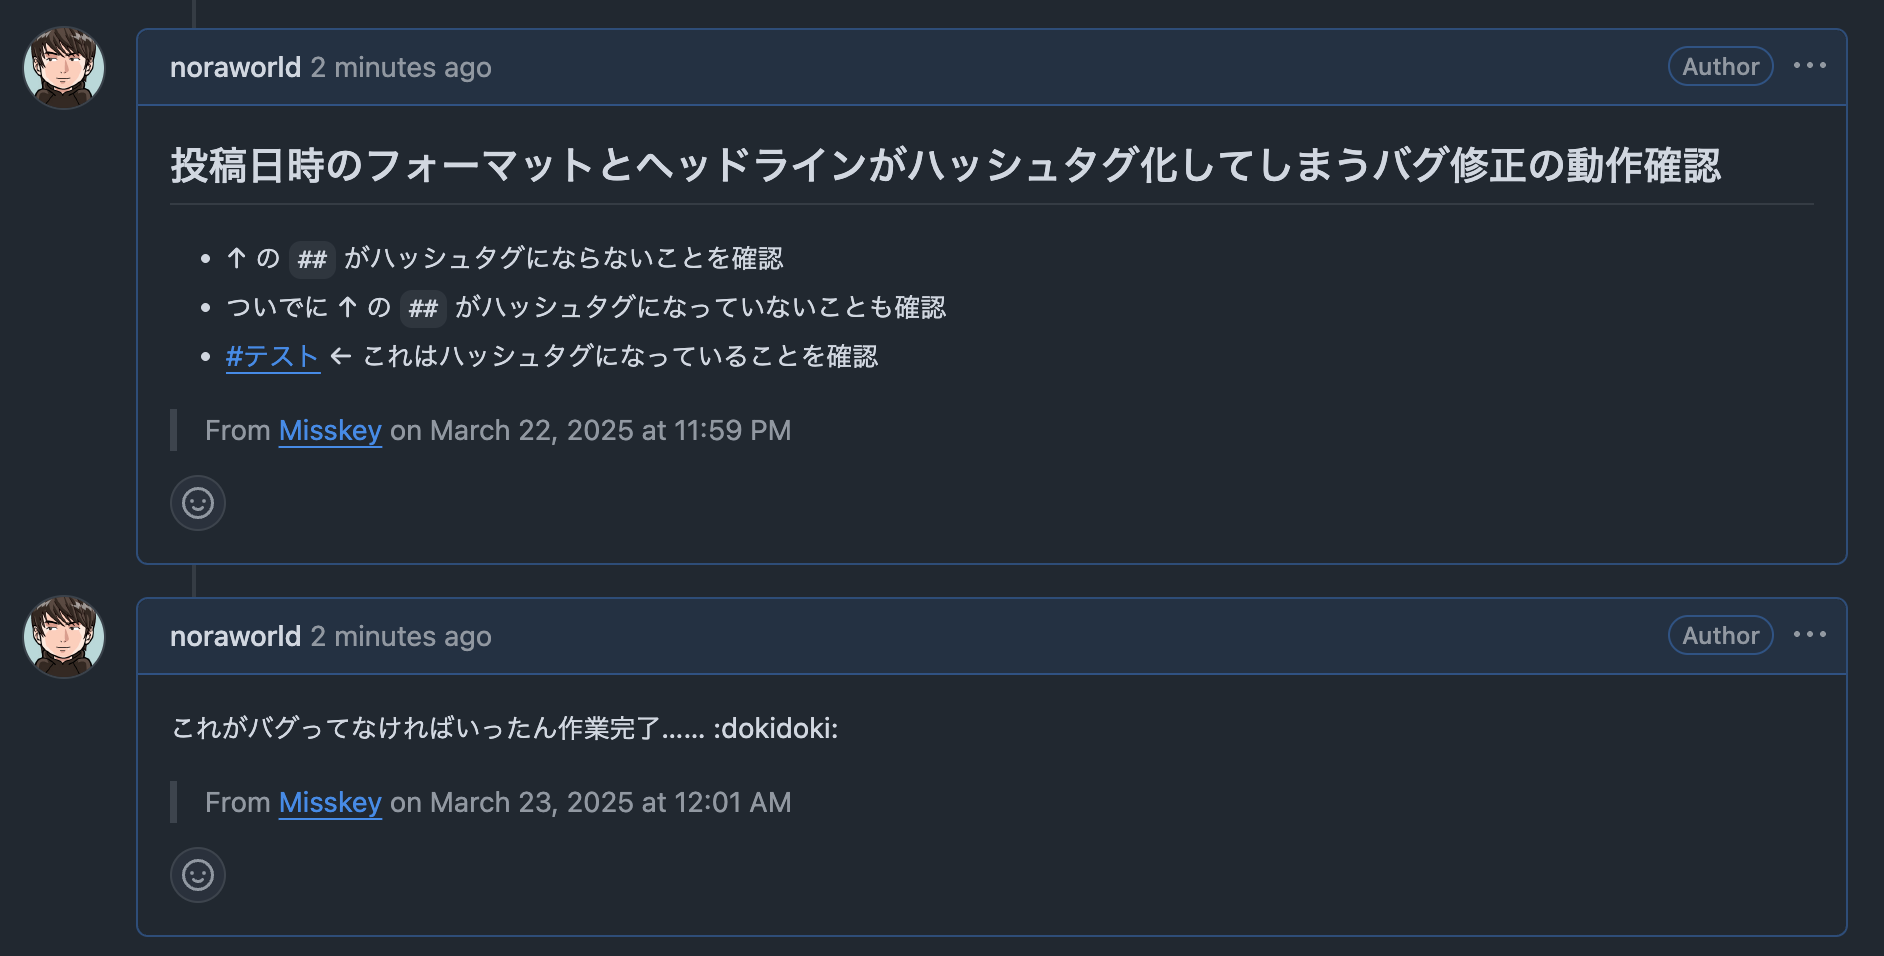 noraworld 2 minutes ago Author
投稿日時のフォーマットとヘッドラインがハッシュタグ化してしまうバグ修正の動作確認
• ↑ の ## がハッシュタグにならないことを確認
• ついでに ↑ の ## がハッシュタグになっていないことも確認
• #テスト ← これはハッシュタグになっていることを確認
From Misskey on March 22, 2025 at 11:59 PM
noraworld 2 minutes ago Author
これがバグってなければいったん作業完了…… :dokidoki:
From Misskey on March 23, 2025 at 12:01 AM